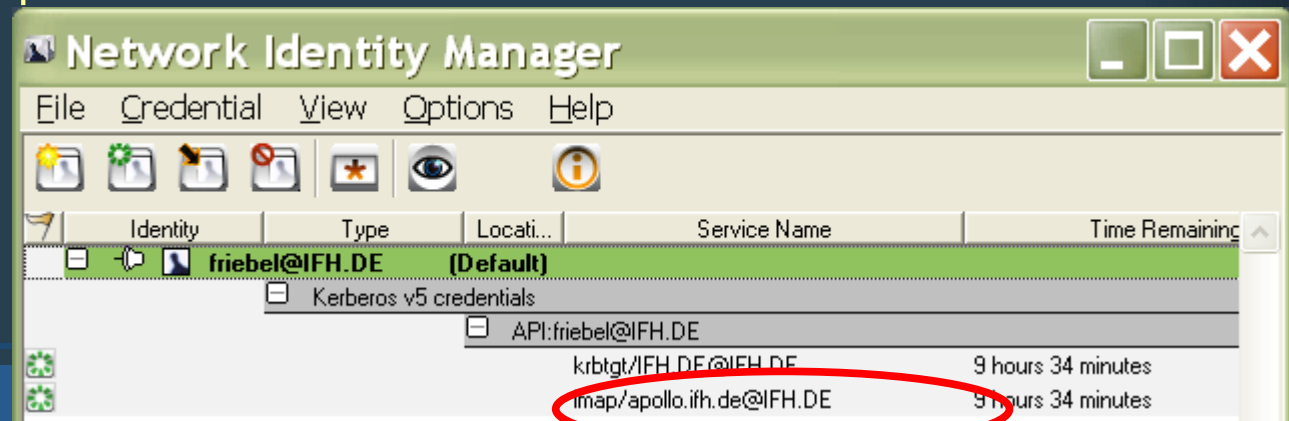 Network Identity Manager
File Credential View Options Help
Identity Type Locati... Service Name Time Remaining
friebel@IFH.DE (Default)
Kerberos v5 credentials
API:friebel@IFH.DE
krbtgt/IFH.DE@IFH.DE 9 hours 34 minutes
imap/apollo.ifh.de@IFH.DE 9 hours 34 minutes